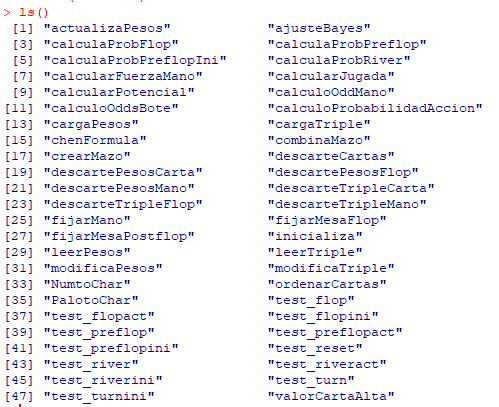 > ls()
[1] "actualizaPesos" "ajusteBayes"
[3] "calculaProbFlop" "calculaProbPreflop"
[5] "calculaProbPreflopIni" "calculaProbRiver"
[7] "calcularFuerzaMano" "calcularJugada"
[9] "calcularPotencial" "calculoOddMano"
[11] "calculoOddsBote" "calculoProbabilidadAccion"
[13] "cargaPesos" "cargaTriple"
[15] "chenFormula" "combinaMazo"
[17] "crearMazo" "descarteCartas"
[19] "descartePesosCarta" "descartePesosFlop"
[21] "descartePesosMano" "descarteTripleCarta"
[23] "descarteTripleFlop" "descarteTripleMano"
[25] "fijarMano" "fijarMesaFlop"
[27] "fijarMesaPostflop" "inicializa"
[29] "leerPesos" "leerTriple"
[31] "modificaPesos" "modificaTriple"
[33] "NumtoChar" "ordenarCartas"
[35] "PalotoChar" "test_flop"
[37] "test_flopact" "test_flopini"
[39] "test_preflop" "test_preflopact"
[41] "test_preflopini" "test_reset"
[43] "test_river" "test_riveract"
[45] "test_riverini" "test_turn"
[47] "test_turnini" "valorCartaAlta"